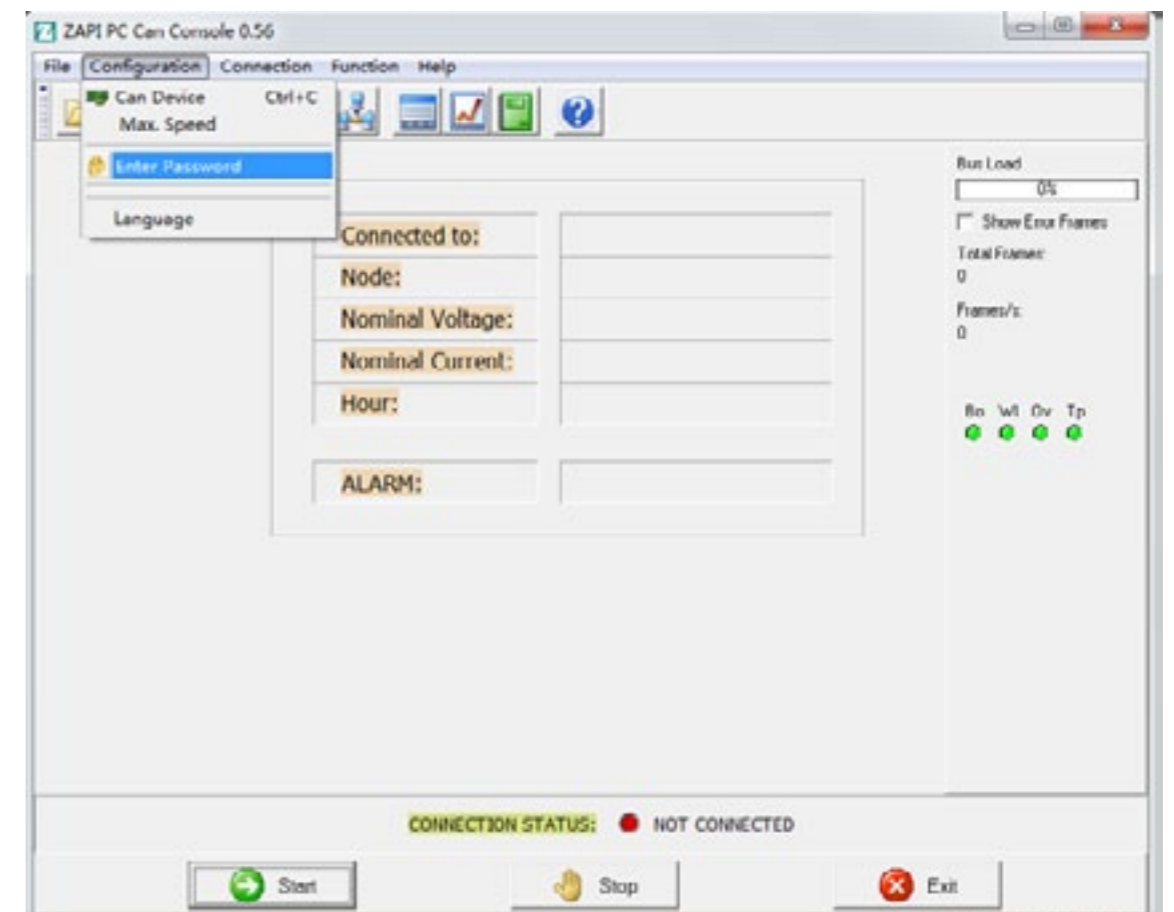 ZAPI PC Can Console 0.56
File Configuration Connection Function Help
Can Device Ctrl+C
Max. Speed
Enter Password
Language
Connected to:
Node:
Nominal Voltage:
Nominal Current:
Hour:
ALARM:
Bus Load
0%
Show Error Frames
Total Frames:
0
Frames/s:
0
Bo Wl Ov Tp
CONNECTION STATUS: NOT CONNECTED
Start Stop Exit